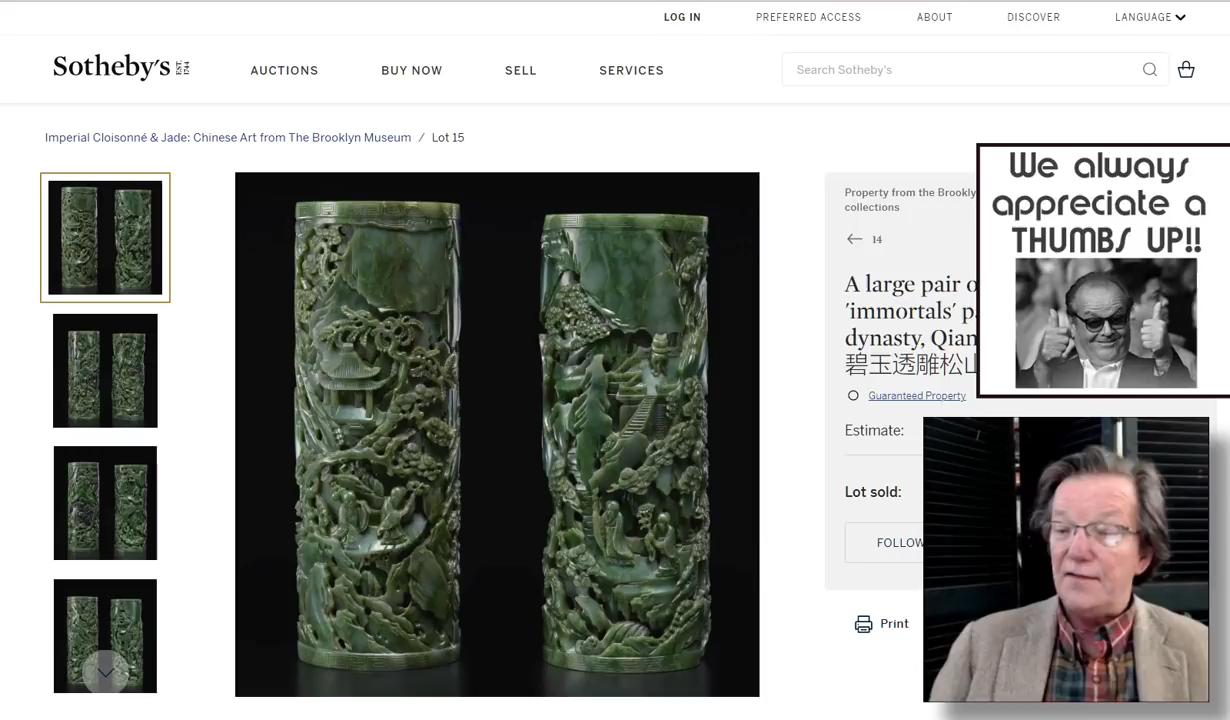 LOG IN
PREFERRED ACCESS
ABOUT
DISCOVER
LANGUAGE
Sotheby's EST. 1744
AUCTIONS
BUY NOW
SELL
SERVICES
Search Sotheby's
Imperial Cloisonné & Jade: Chinese Art from The Brooklyn Museum / Lot 15
Property from the Brookly
collections
← 14
A large pair o
'immortals' p
dynasty, Qian
碧玉透雕松山
Guaranteed Property
Estimate:
Lot sold:
FOLLOW
Print
We always
appreciate a
THUMBS UP!!